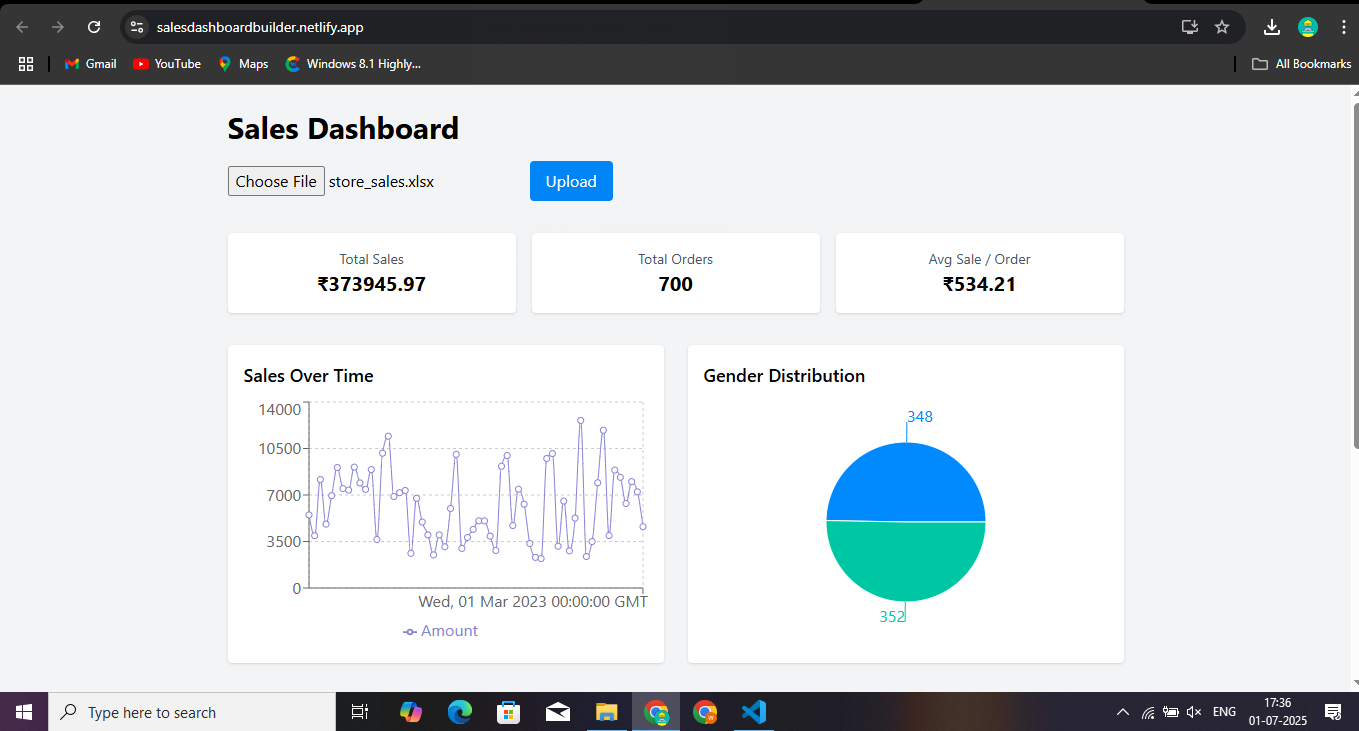 salesdashboardbuilder.netlify.app
Gmail YouTube Maps Windows 8.1 Highly... All Bookmarks
Sales Dashboard
Choose File store_sales.xlsx Upload
Total Sales
₹373945.97
Total Orders
700
Avg Sale / Order
₹534.21
Sales Over Time
14000
10500
7000
3500
0
Wed, 01 Mar 2023 00:00:00 GMT
Amount
Gender Distribution
348
352
Type here to search
ENG
17:36
01-07-2025